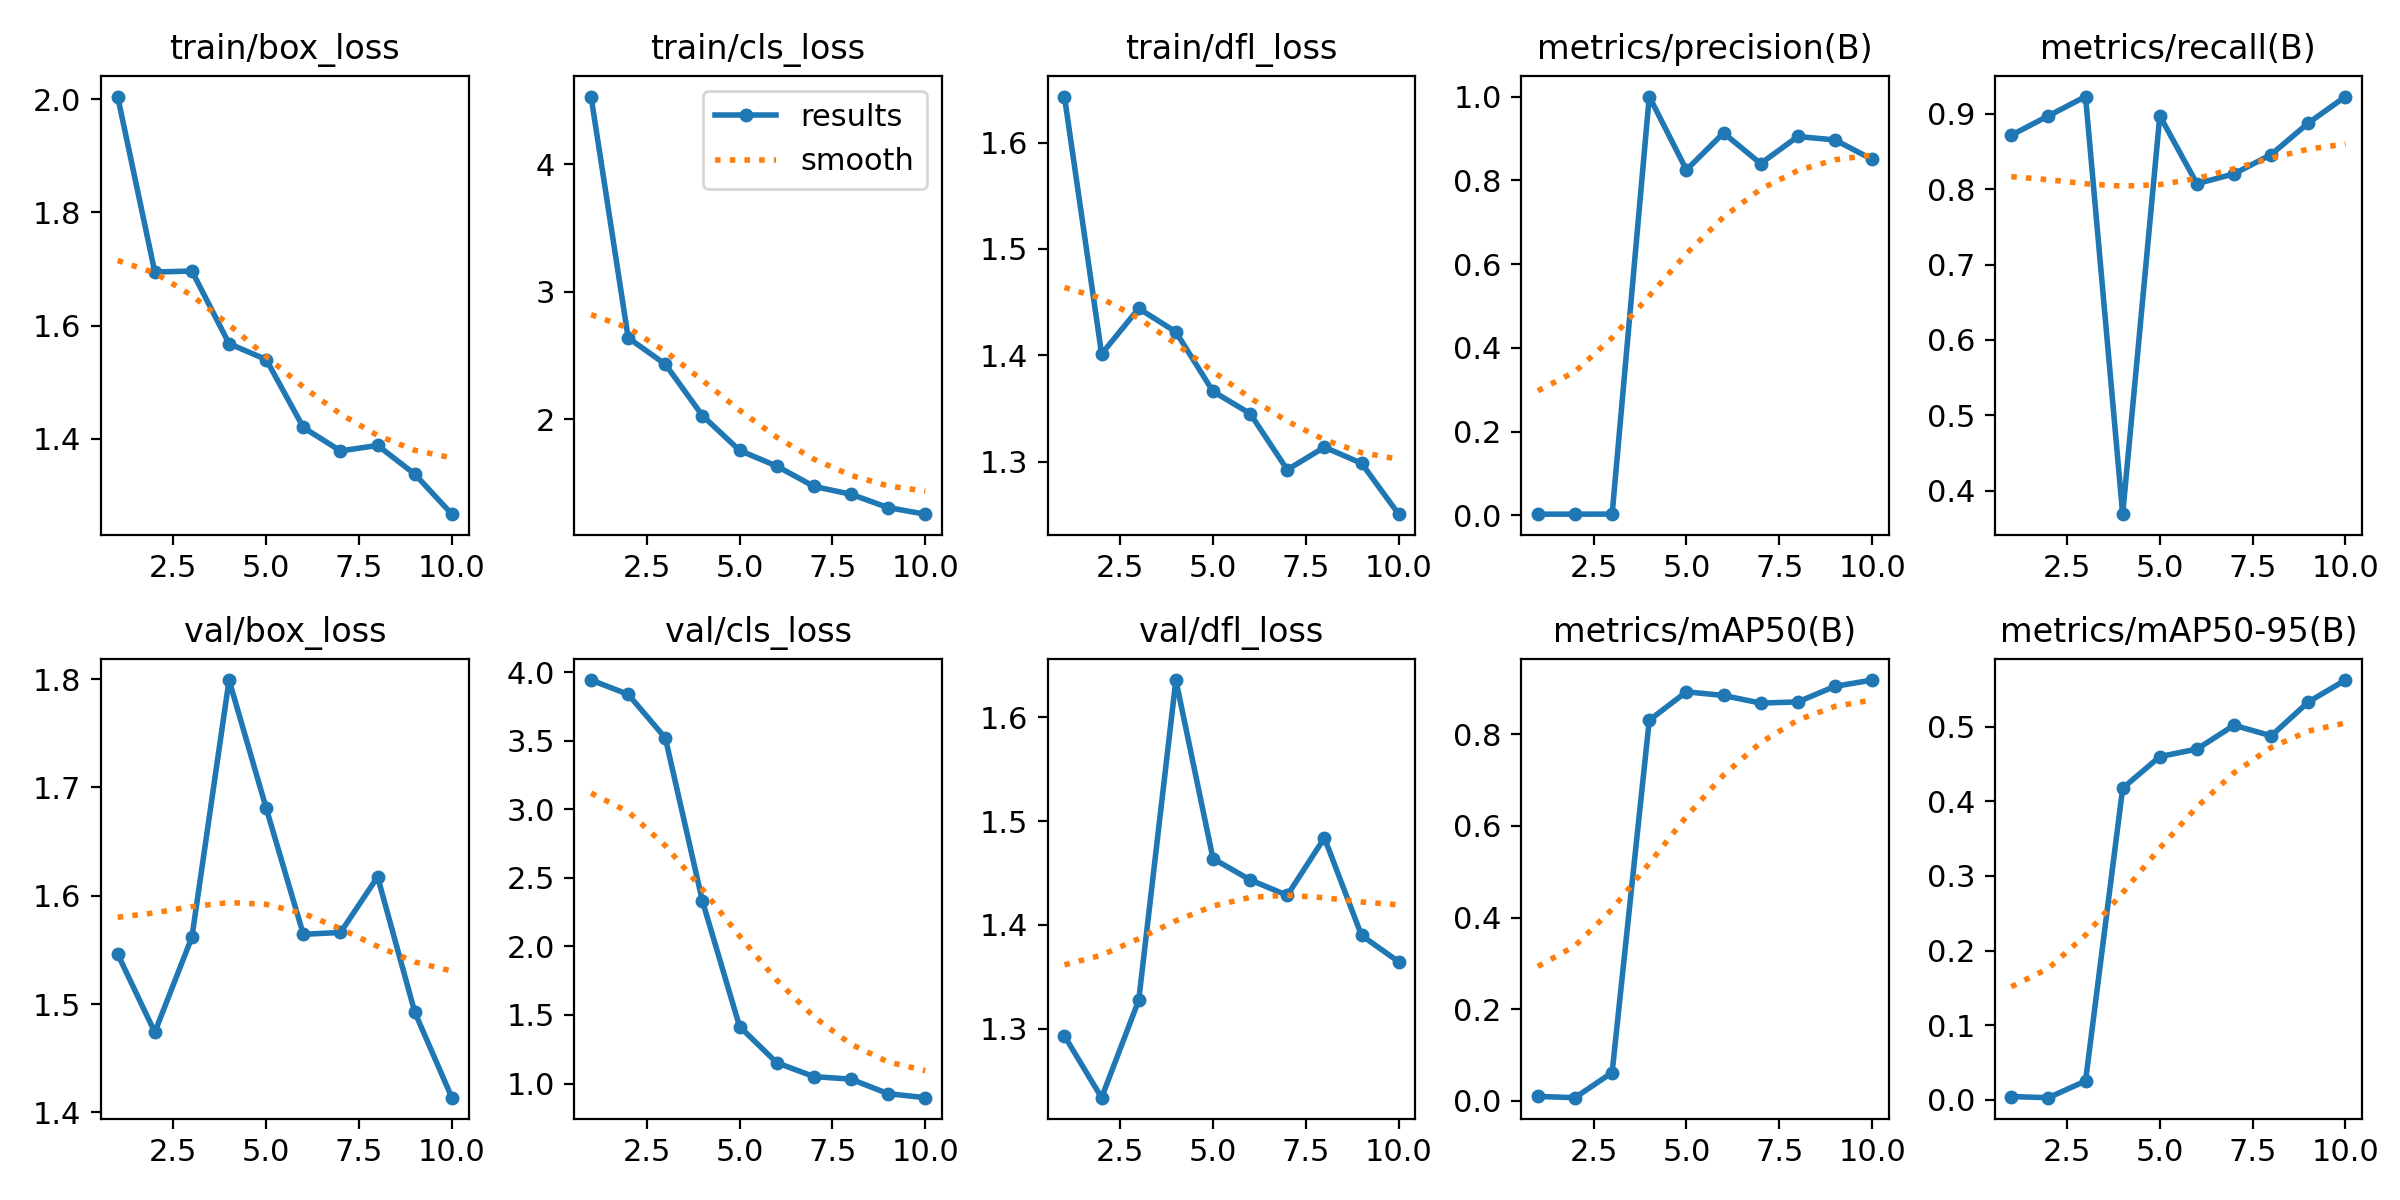 train/box_loss
train/cls_loss
train/dfl_loss
metrics/precision(B)
metrics/recall(B)
2.0
1.8
1.6
1.4
2.5 5.0 7.5 10.0
4
3
2
results
smooth
2.5 5.0 7.5 10.0
1.6
1.5
1.4
1.3
2.5 5.0 7.5 10.0
1.0
0.8
0.6
0.4
0.2
0.0
2.5 5.0 7.5 10.0
0.9
0.8
0.7
0.6
0.5
0.4
2.5 5.0 7.5 10.0
val/box_loss
val/cls_loss
val/dfl_loss
metrics/mAP50(B)
metrics/mAP50-95(B)
1.8
1.7
1.6
1.5
1.4
2.5 5.0 7.5 10.0
4.0
3.5
3.0
2.5
2.0
1.5
1.0
2.5 5.0 7.5 10.0
1.6
1.5
1.4
1.3
2.5 5.0 7.5 10.0
0.8
0.6
0.4
0.2
0.0
2.5 5.0 7.5 10.0
0.5
0.4
0.3
0.2
0.1
0.0
2.5 5.0 7.5 10.0